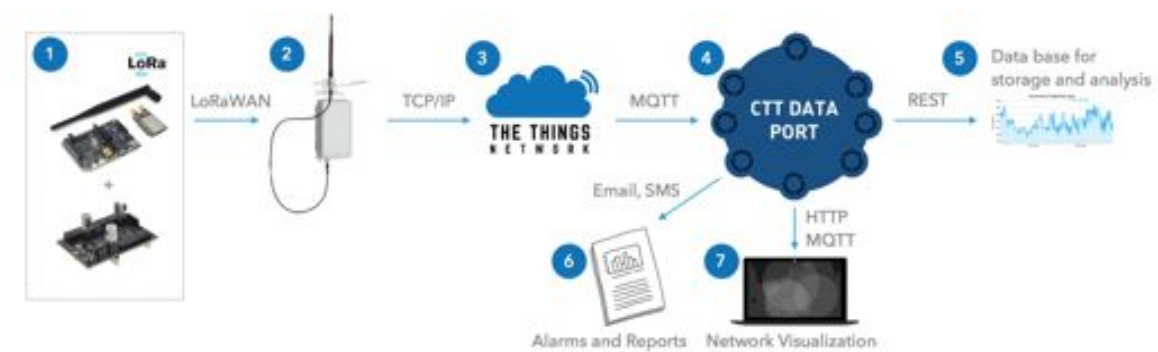 1
LoRa
LoRaWAN
2
TCP/IP
3
THE THINGS
NETWORK
MQTT
4
CTT DATA
PORT
REST
5
Data base for
storage and analysis
Email, SMS
HTTP
MQTT
6
Alarms and Reports
7
Network Visualization